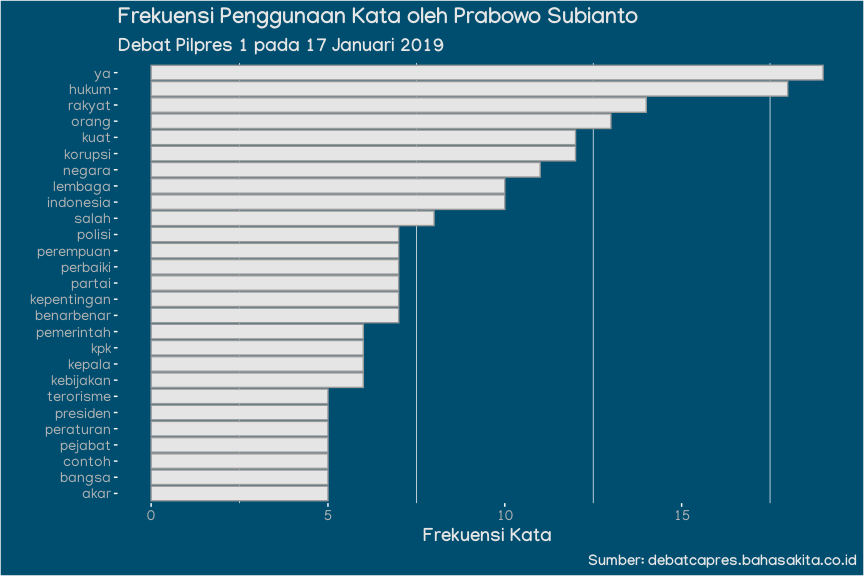 Frekuensi Penggunaan Kata oleh Prabowo Subianto
Debat Pilpres 1 pada 17 Januari 2019
ya
hukum
rakyat
orang
kuat
korupsi
negara
lembaga
indonesia
salah
polisi
perempuan
perbaiki
partai
kepentingan
benarbenar
pemerintah
kpk
kepala
kebijakan
terorisme
presiden
peraturan
pejabat
contoh
bangsa
akar
0 5 10 15
Frekuensi Kata
Sumber: debatcapres.bahasakita.co.id